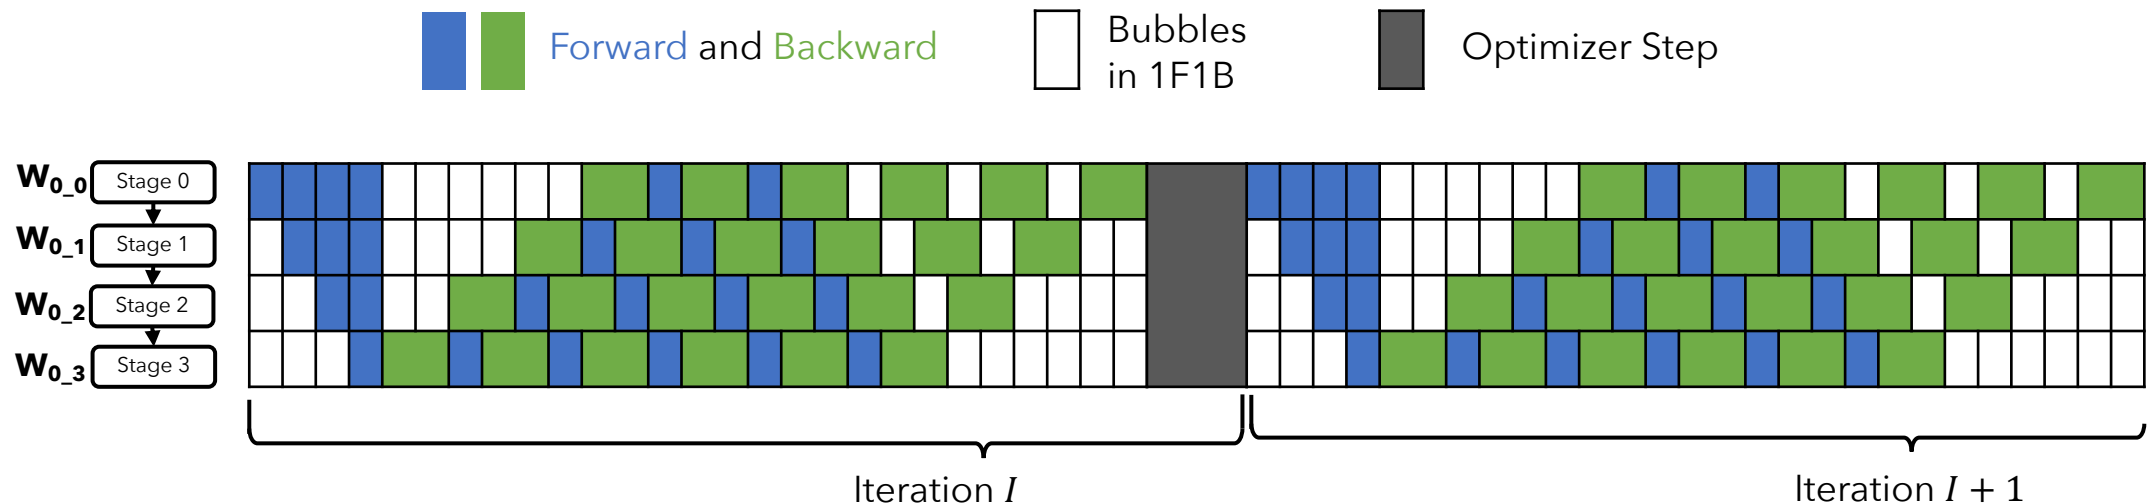 Forward and Backward
Bubbles
in 1F1B
Optimizer Step
W0_0 Stage 0
W0_1 Stage 1
W0_2 Stage 2
W0_3 Stage 3
Iteration I
Iteration I + 1